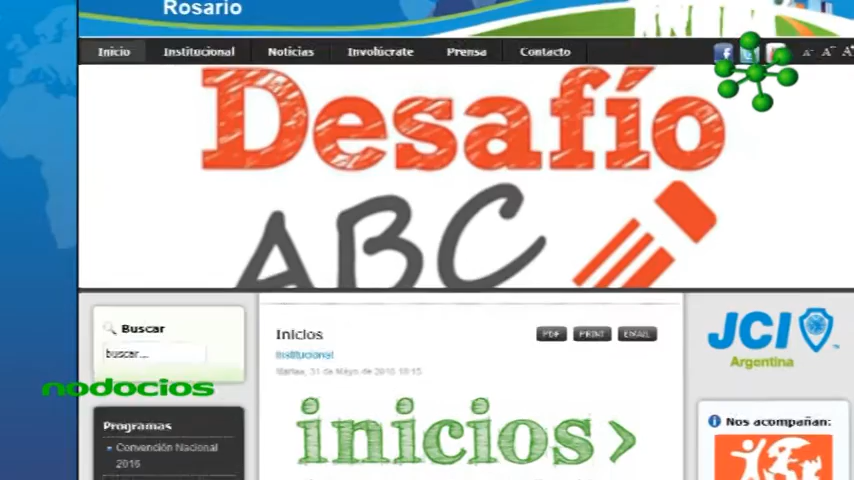 Rosario
Inicio Institucional Noticias Involúcrate Prensa Contacto
A- A- A+
Desafío
ABC
Buscar
buscar...
Inicios
PDF PRINT EMAIL
Institucional
JCI
Argentina
nodocios
inicios>
Programas
Convención Nacional
2016
Nos acompañan: